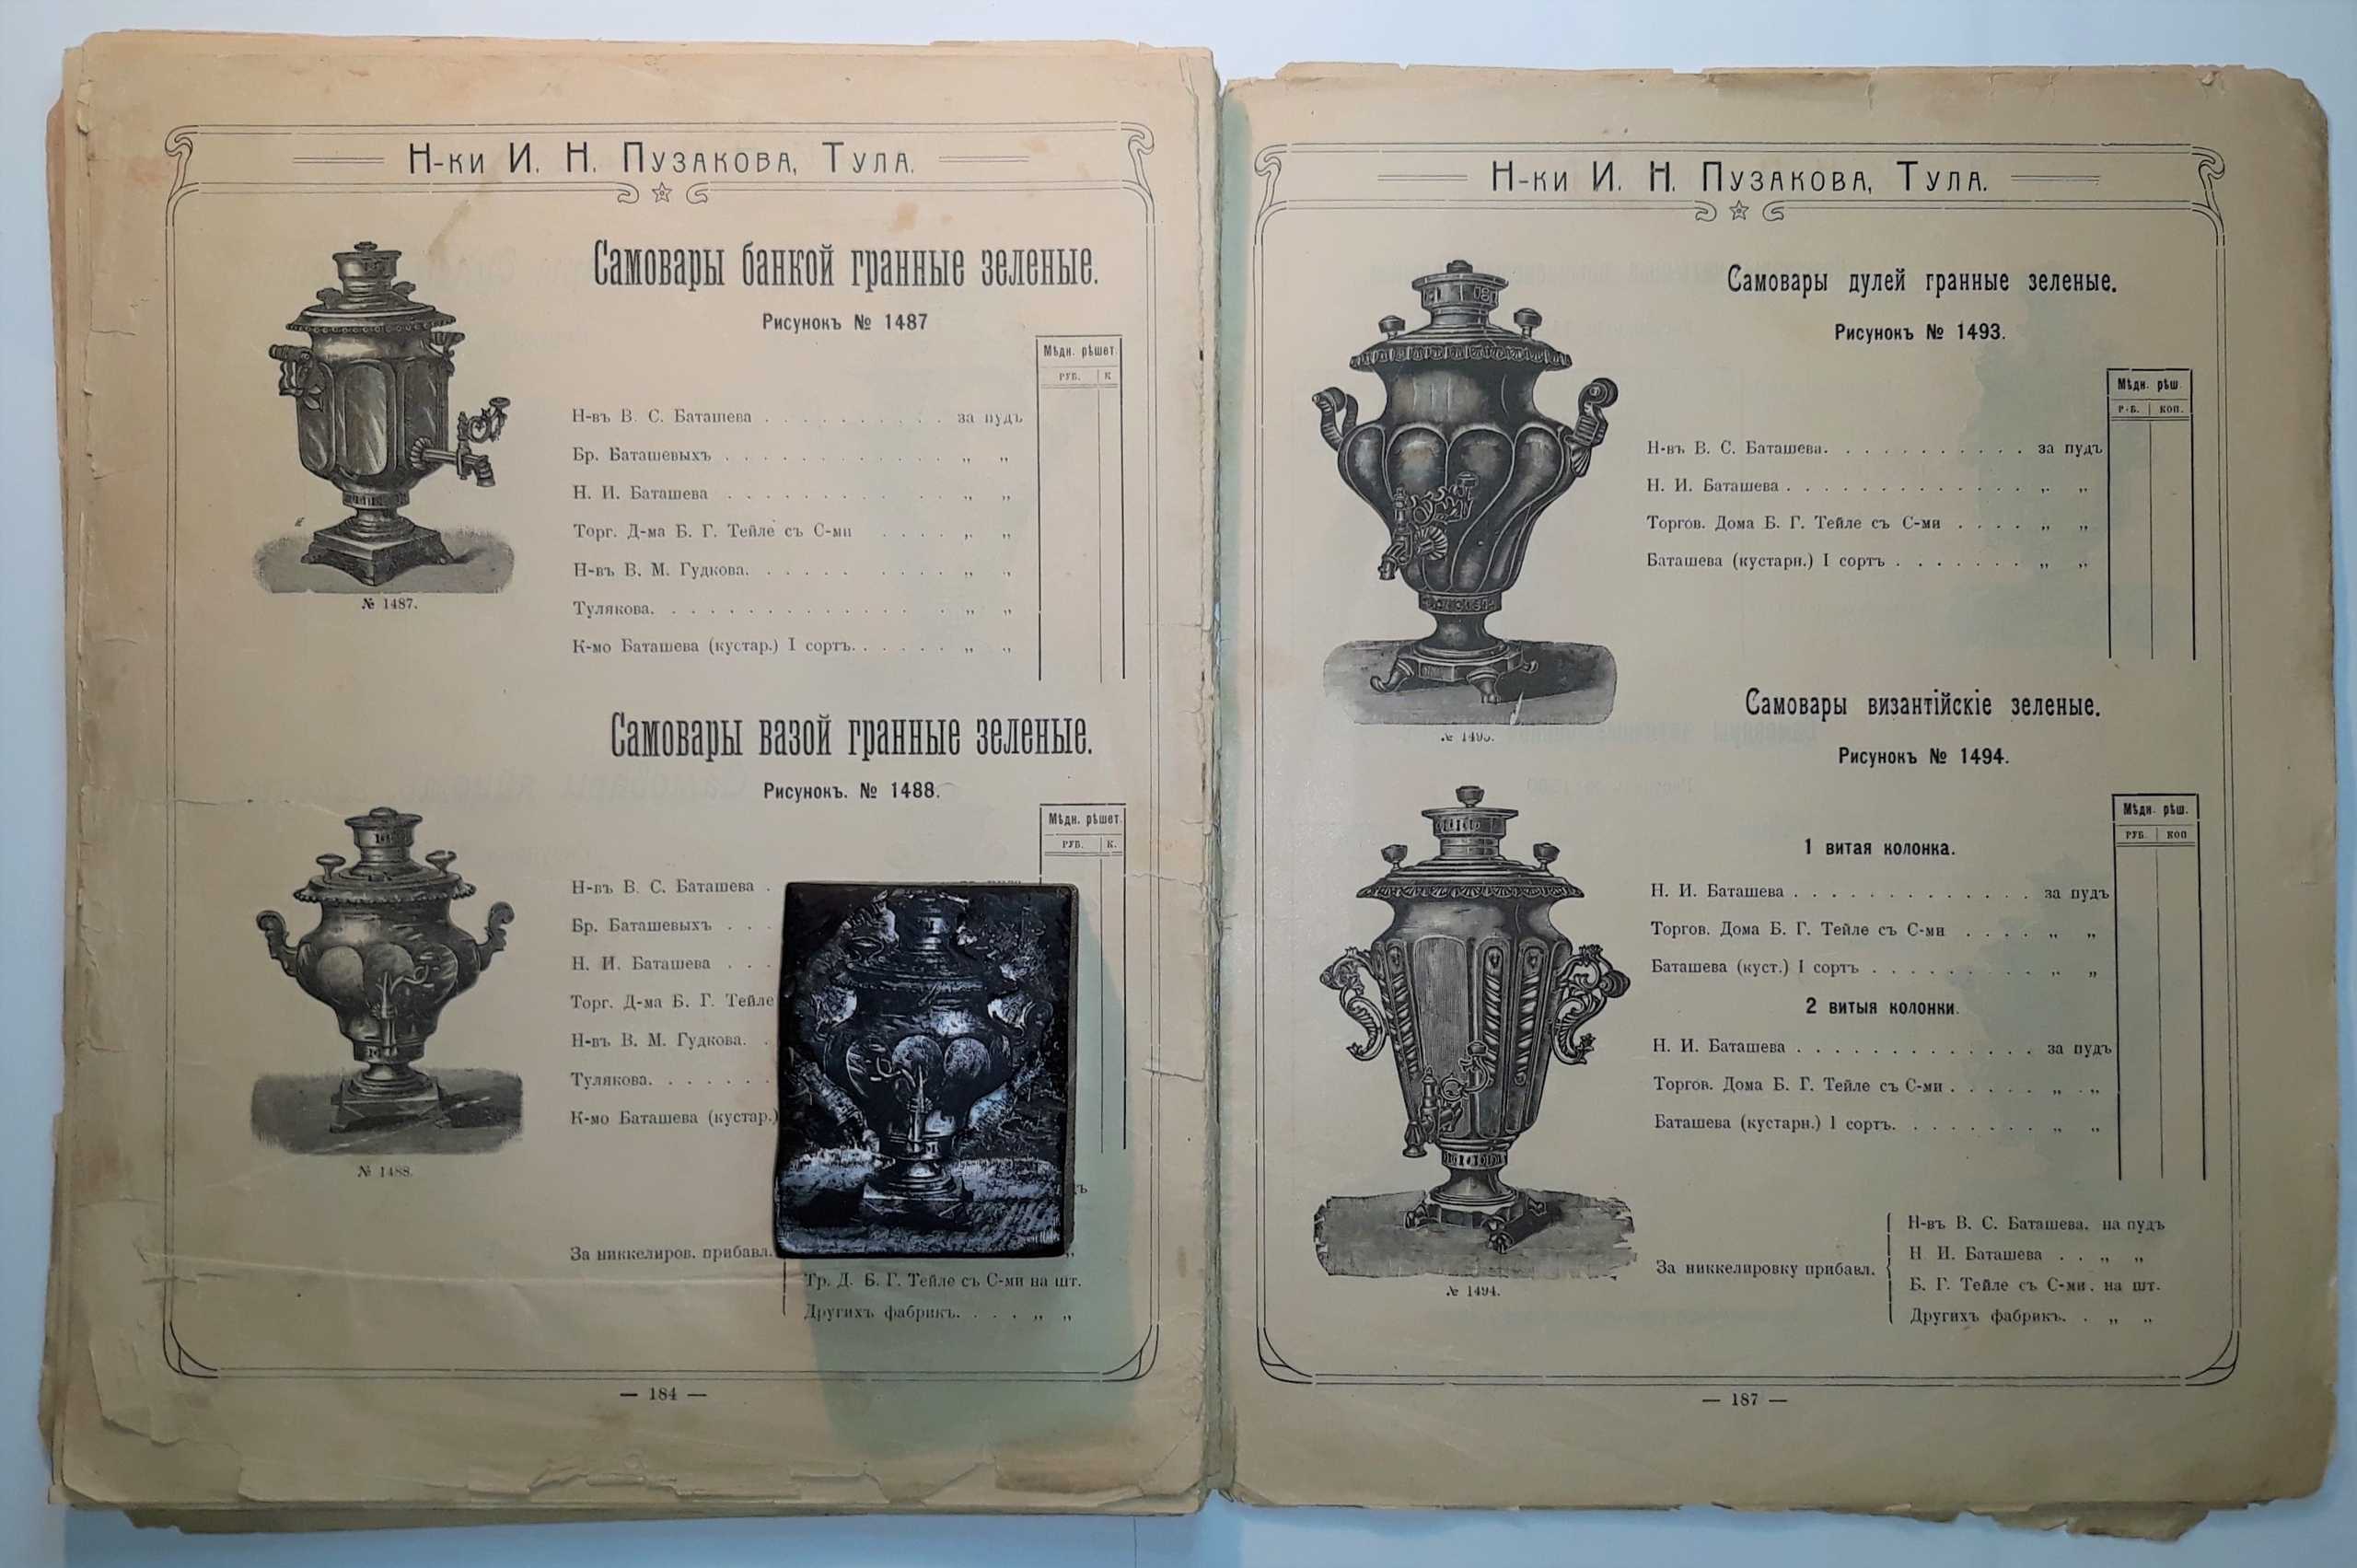 Н-ки И. Н. Пузакова, Тула.
Самовары банкой гранные зеленые.
Рисунокъ № 1487
Мѣдн. рѣшет.
РУБ. К
Н-въ В. С. Баташева . . . . . . . . . . за пудъ
Бр. Баташевыхъ . . . . . . . . . . . . . „ „
Н. И. Баташева . . . . . . . . . . . „ „
Торг. Д-ма Б. Г. Тейле съ С-ми . . . . „ „
Н-въ В. М. Гудкова. . . . . . . . . . . „ „
Тулякова. . . . . . . . . . . . . . . „ „
К-мо Баташева (кустар.) I сортъ. . . . . . „ „
№ 1487.
Самовары вазой гранные зеленые.
Рисунокъ. № 1488.
Мѣдн. рѣшет.
РУБ. К.
Н-въ В. С. Баташева .
Бр. Баташевыхъ . . .
Н. И. Баташева . . .
Торг. Д-ма Б. Г. Тейле
Н-въ В. М. Гудкова. .
Тулякова. . . . . . .
К-мо Баташева (кустар.)
№ 1488.
За никкелиров. прибавл.
Тр. Д. Б. Г. Тейле съ С-ми на шт.
Другихъ фабрикъ. . . . „ „
— 184 —
Н-ки И. Н. Пузакова, Тула.
Самовары дулей гранные зеленые.
Рисунокъ № 1493.
Мѣдн. рѣш.
КОП.
Н-въ В. С. Баташева. . . . . . . . . . . за пудъ
Н. И. Баташева . . . . . . . . . . . . . . „ „
Торгов. Дома Б. Г. Тейле съ С-ми . . . . „ „
Баташева (кустарн.) I сортъ . . . . . . . „ „
Самовары византійскіе зеленые.
Рисунокъ № 1494.
Мѣдн. рѣш.
РУБ. КОП
1 витая колонка.
Н. И. Баташева . . . . . . . . . . . . . за пудъ
Торгов. Дома Б. Г. Тейле съ С-ми . . . . „ „
Баташева (куст.) I сортъ . . . . . . . . . „ „
2 витыя колонки.
Н. И. Баташева . . . . . . . . . . . . . за пудъ
Торгов. Дома Б. Г. Тейле съ С-ми . . . . . „ „
Баташева (кустарн.) 1 сортъ. . . . . . . . „ „
№ 1494.
За никкелировку прибавл.
Н-въ В. С. Баташева. на пудъ
Н И. Баташева . . „ „
Б. Г. Тейле съ С-ми. на шт.
Другихъ фабрикъ. . „ „
— 187 —